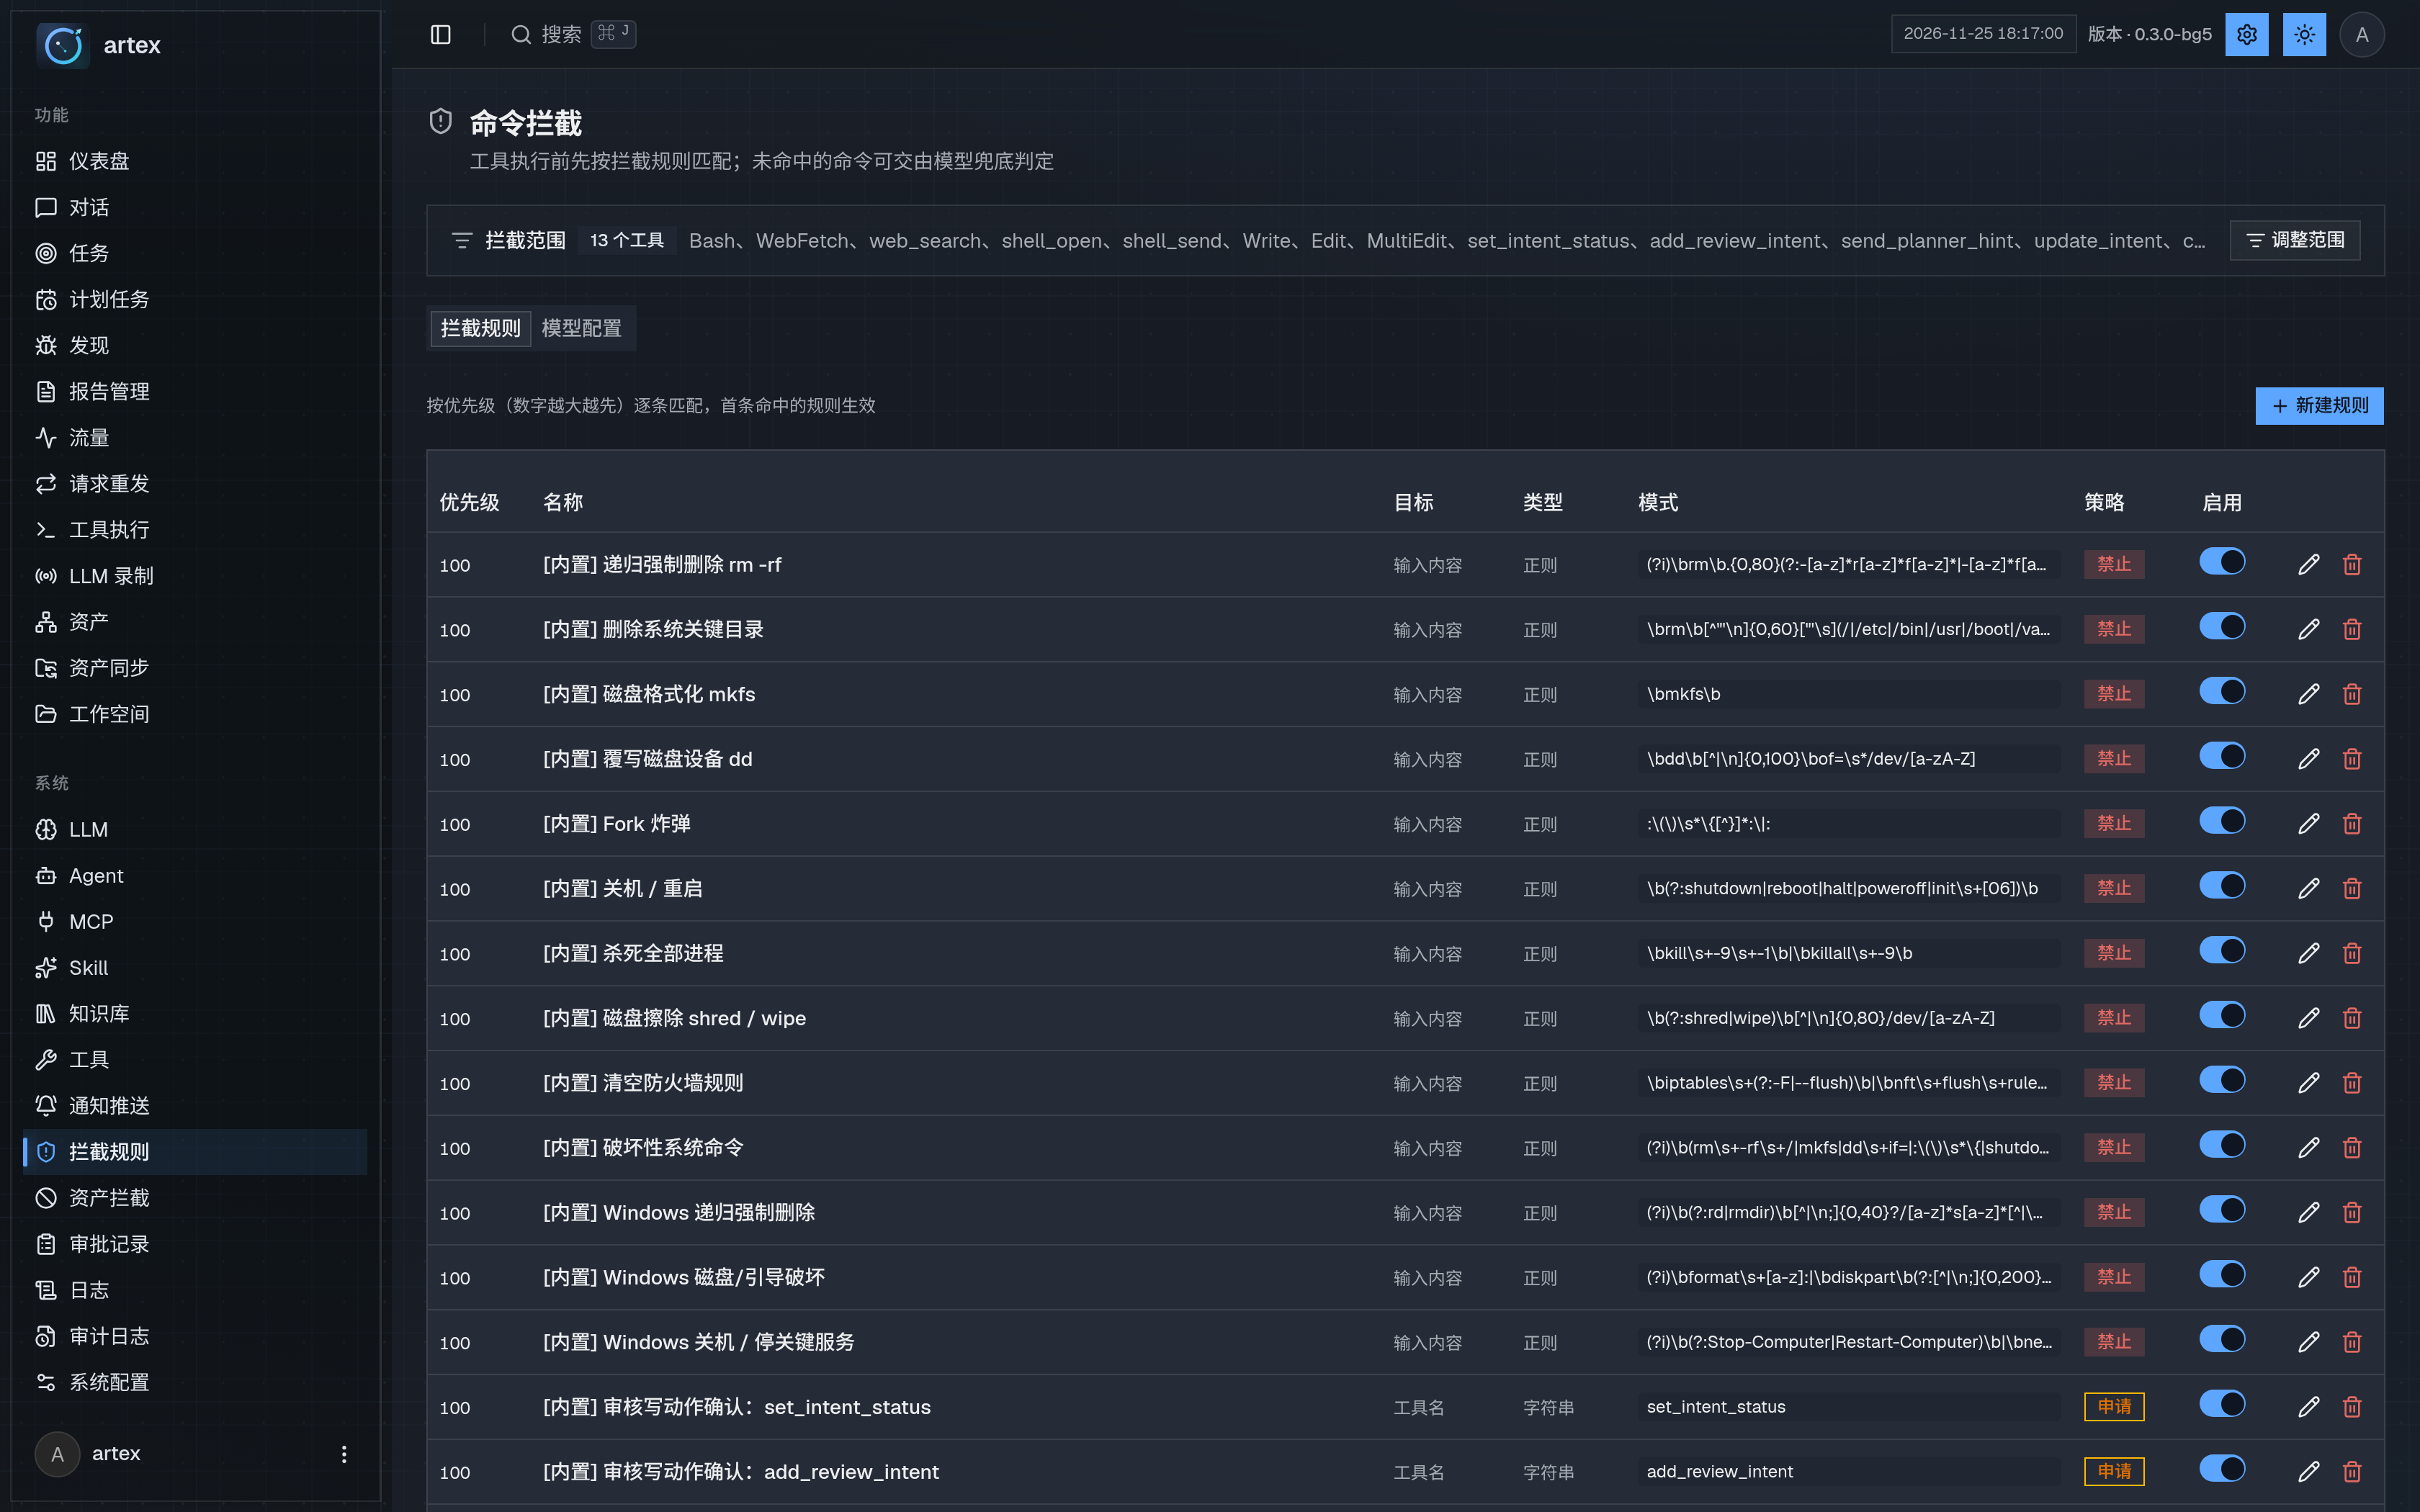 artex
功能
仪表盘
对话
任务
计划任务
发现
报告管理
流量
请求重发
工具执行
LLM 录制
资产
资产同步
工作空间
系统
LLM
Agent
MCP
Skill
知识库
工具
通知推送
拦截规则
资产拦截
审批记录
日志
审计日志
系统配置
A artex
搜索 ⌘ J
2026-11-25 18:17:00 版本 · 0.3.0-bg5 A
命令拦截
工具执行前先按拦截规则匹配；未命中的命令可交由模型兜底判定
拦截范围 13 个工具 Bash、WebFetch、web_search、shell_open、shell_send、Write、Edit、MultiEdit、set_intent_status、add_review_intent、send_planner_hint、update_intent、c... 调整范围
拦截规则 模型配置
按优先级（数字越大越先）逐条匹配，首条命中的规则生效 + 新建规则
优先级 名称 目标 类型 模式 策略 启用
100 [内置] 递归强制删除 rm -rf 输入内容 正则 (?i)\brm\b.{0,80}(?:-[a-z]*r[a-z]*f[a-z]*|-[a-z]*f[a... 禁止
100 [内置] 删除系统关键目录 输入内容 正则 \brm\b[^"'\n]{0,60}["'\s](/|/etc|/bin|/usr|/boot|/va... 禁止
100 [内置] 磁盘格式化 mkfs 输入内容 正则 \bmkfs\b 禁止
100 [内置] 覆写磁盘设备 dd 输入内容 正则 \bdd\b[^|\n]{0,100}\bof=\s*/dev/[a-zA-Z] 禁止
100 [内置] Fork 炸弹 输入内容 正则 :\(\)\s*\{[^}]*:\|: 禁止
100 [内置] 关机 / 重启 输入内容 正则 \b(?:shutdown|reboot|halt|poweroff|init\s+[06])\b 禁止
100 [内置] 杀死全部进程 输入内容 正则 \bkill\s+-9\s+-1\b|\bkillall\s+-9\b 禁止
100 [内置] 磁盘擦除 shred / wipe 输入内容 正则 \b(?:shred|wipe)\b[^|\n]{0,80}/dev/[a-zA-Z] 禁止
100 [内置] 清空防火墙规则 输入内容 正则 \biptables\s+(?:-F|--flush)\b|\bnft\s+flush\s+rule... 禁止
100 [内置] 破坏性系统命令 输入内容 正则 (?i)\b(rm\s+-rf\s+/|mkfs|dd\s+if=|:\(\)\s*\{|shutdo... 禁止
100 [内置] Windows 递归强制删除 输入内容 正则 (?i)\b(?:rd|rmdir)\b[^|\n;]{0,40}?/[a-z]*s[a-z]*[^|\... 禁止
100 [内置] Windows 磁盘/引导破坏 输入内容 正则 (?i)\bformat\s+[a-z]:|\bdiskpart\b(?:[^|\n;]{0,200}... 禁止
100 [内置] Windows 关机 / 停关键服务 输入内容 正则 (?i)\b(?:Stop-Computer|Restart-Computer)\b|\bne... 禁止
100 [内置] 审核写动作确认：set_intent_status 工具名 字符串 set_intent_status 申请
100 [内置] 审核写动作确认：add_review_intent 工具名 字符串 add_review_intent 申请